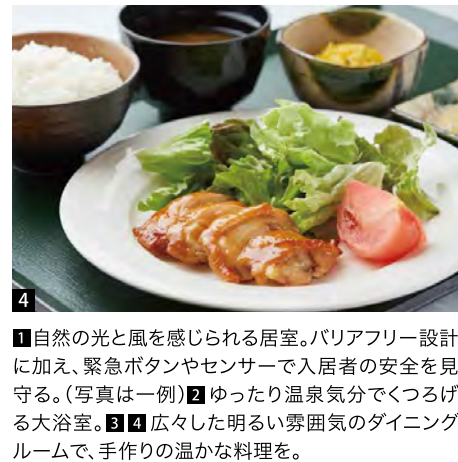 4
1自然の光と風を感じられる居室。バリアフリー設計
に加え、緊急ボタンやセンサーで入居者の安全を見
守る。(写真は一例)2ゆったり温泉気分でくつろげ
る大浴室。3 4広々した明るい雰囲気のダイニング
ルームで、手作りの温かな料理を。